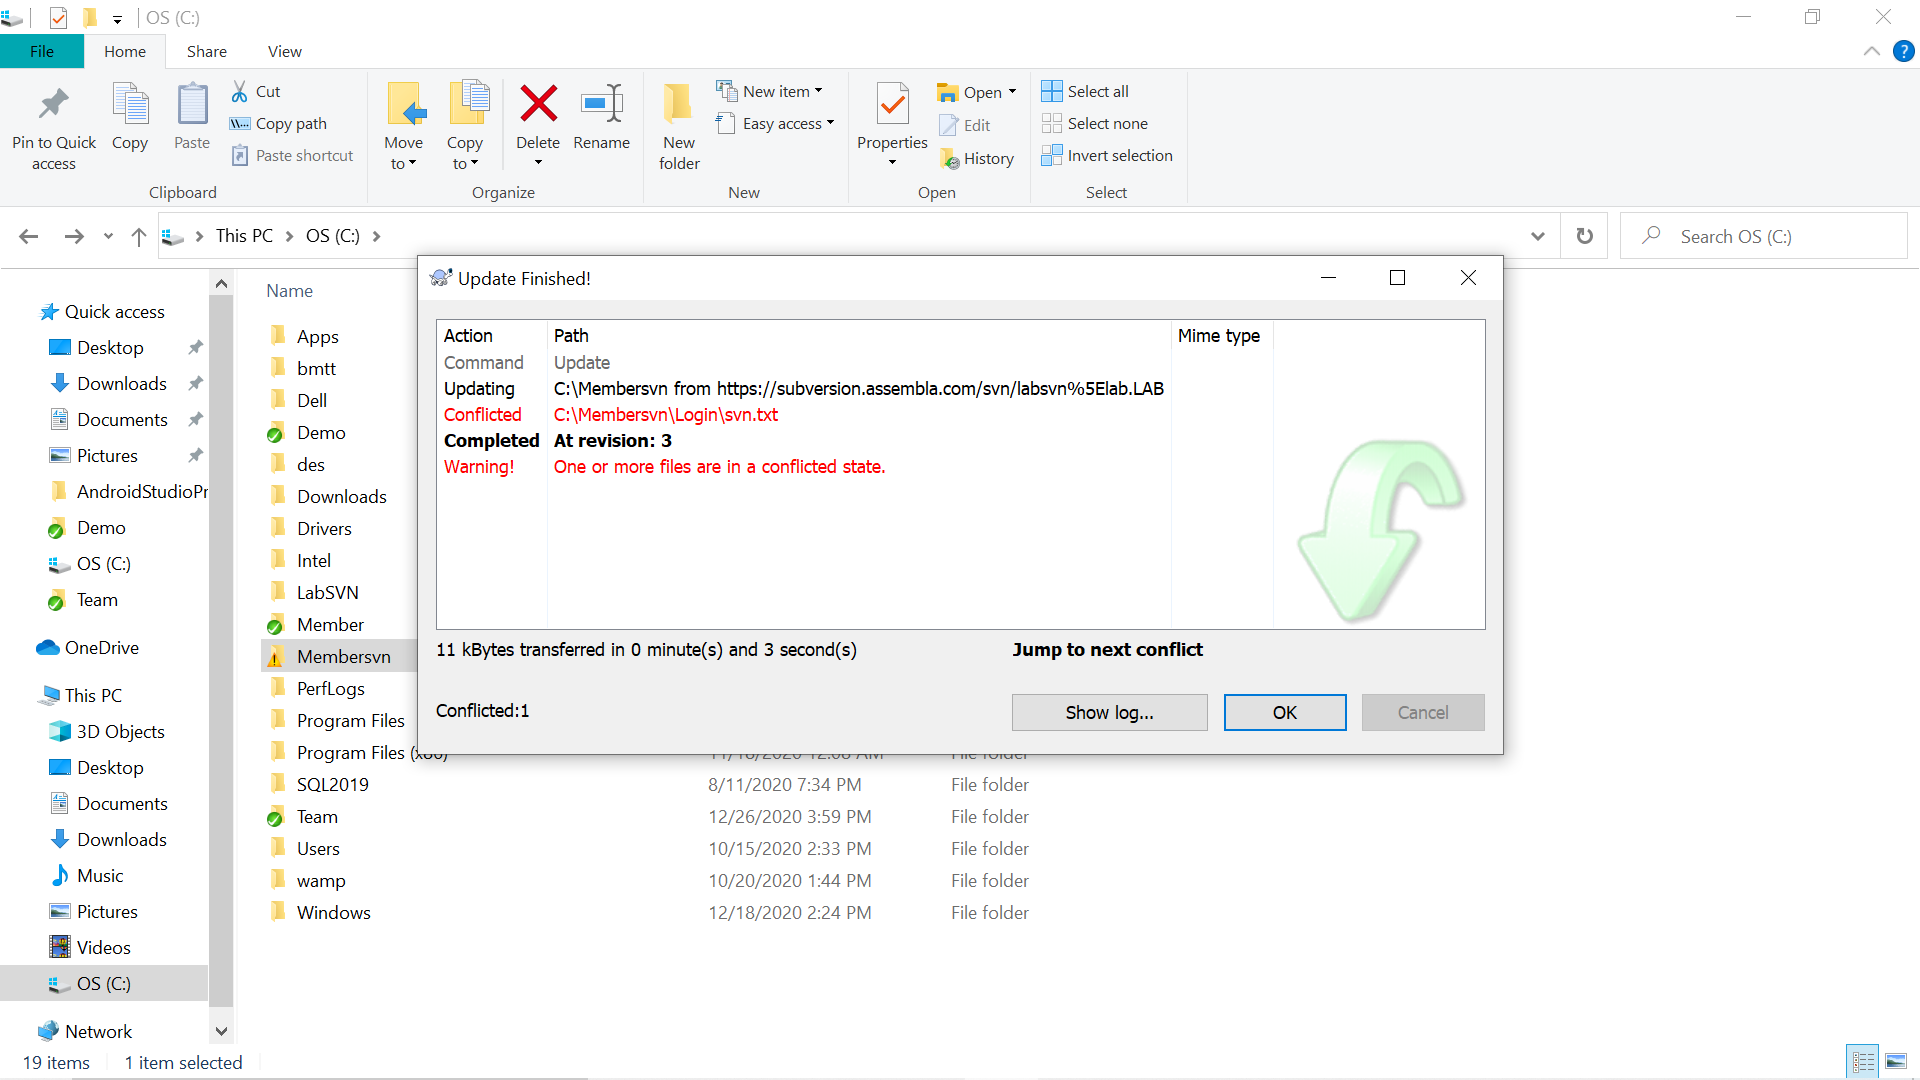 OS (C:)
File
Home
Share
View
?
Pin to Quick access
Copy
Paste
Cut
Copy path
Paste shortcut
Clipboard
Move to
Copy to
Delete
Rename
Organize
New folder
New item
Easy access
New
Properties
Open
Edit
History
Open
Select all
Select none
Invert selection
Select
This PC
OS (C:)
Search OS (C:)
Quick access
Desktop
Downloads
Documents
Pictures
AndroidStudioPr
Demo
OS (C:)
Team
OneDrive
This PC
3D Objects
Desktop
Documents
Downloads
Music
Pictures
Videos
OS (C:)
Network
Name
Apps
bmtt
Dell
Demo
des
Downloads
Drivers
Intel
LabSVN
Member
Membersvn
PerfLogs
Program Files
Program Files (x86)
SQL2019 8/11/2020 7:34 PM File folder
Team 12/26/2020 3:59 PM File folder
Users 10/15/2020 2:33 PM File folder
wamp 10/20/2020 1:44 PM File folder
Windows 12/18/2020 2:24 PM File folder
Update Finished!
Action Path Mime type
Command Update
Updating C:\Membersvn from https://subversion.assembla.com/svn/labsvn%5Elab.LAB
Conflicted C:\Membersvn\Login\svn.txt
Completed At revision: 3
Warning! One or more files are in a conflicted state.
11 kBytes transferred in 0 minute(s) and 3 second(s)
Jump to next conflict
Conflicted:1
Show log...
OK
Cancel
19 items
1 item selected